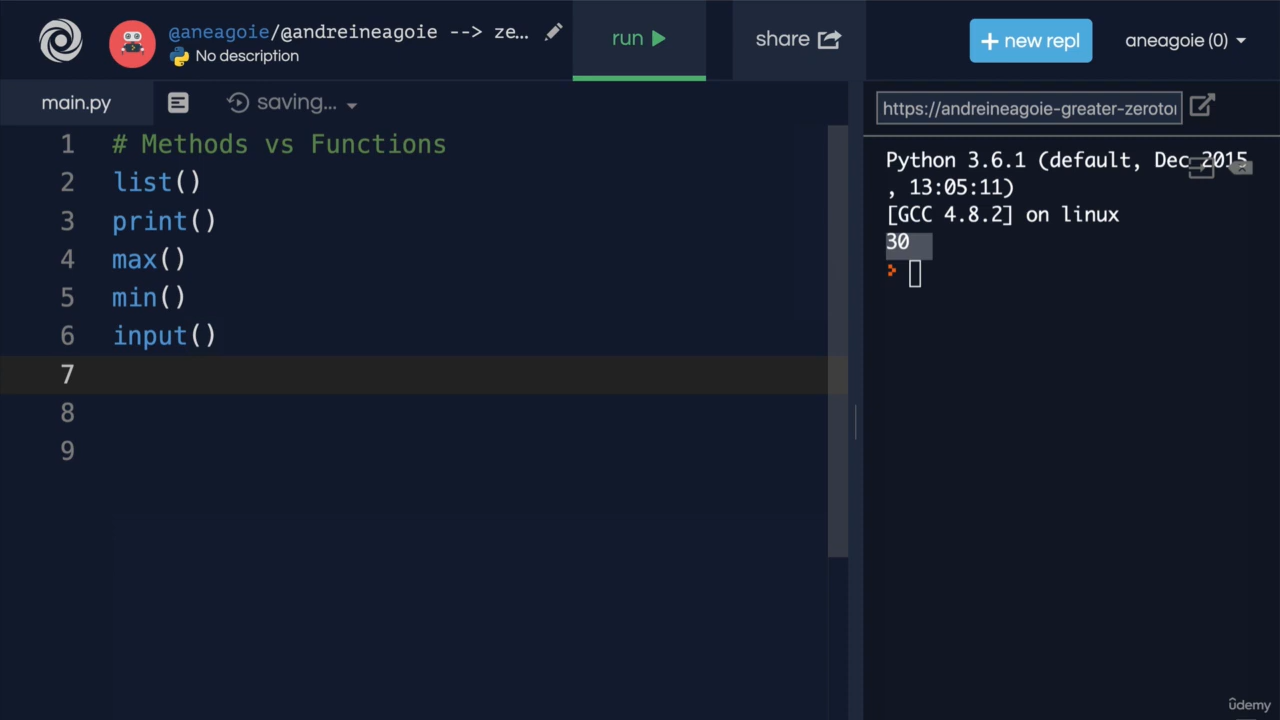 @aneagoie/@andreineagoie --> ze...
No description
run
share
+ new repl
aneagoie (0)
main.py
saving...
https://andreineagoie-greater-zerotor
1 # Methods vs Functions
2 list()
3 print()
4 max()
5 min()
6 input()
7
8
9
Python 3.6.1 (default, Dec 2015
, 13:05:11)
[GCC 4.8.2] on linux
30
ûdemy